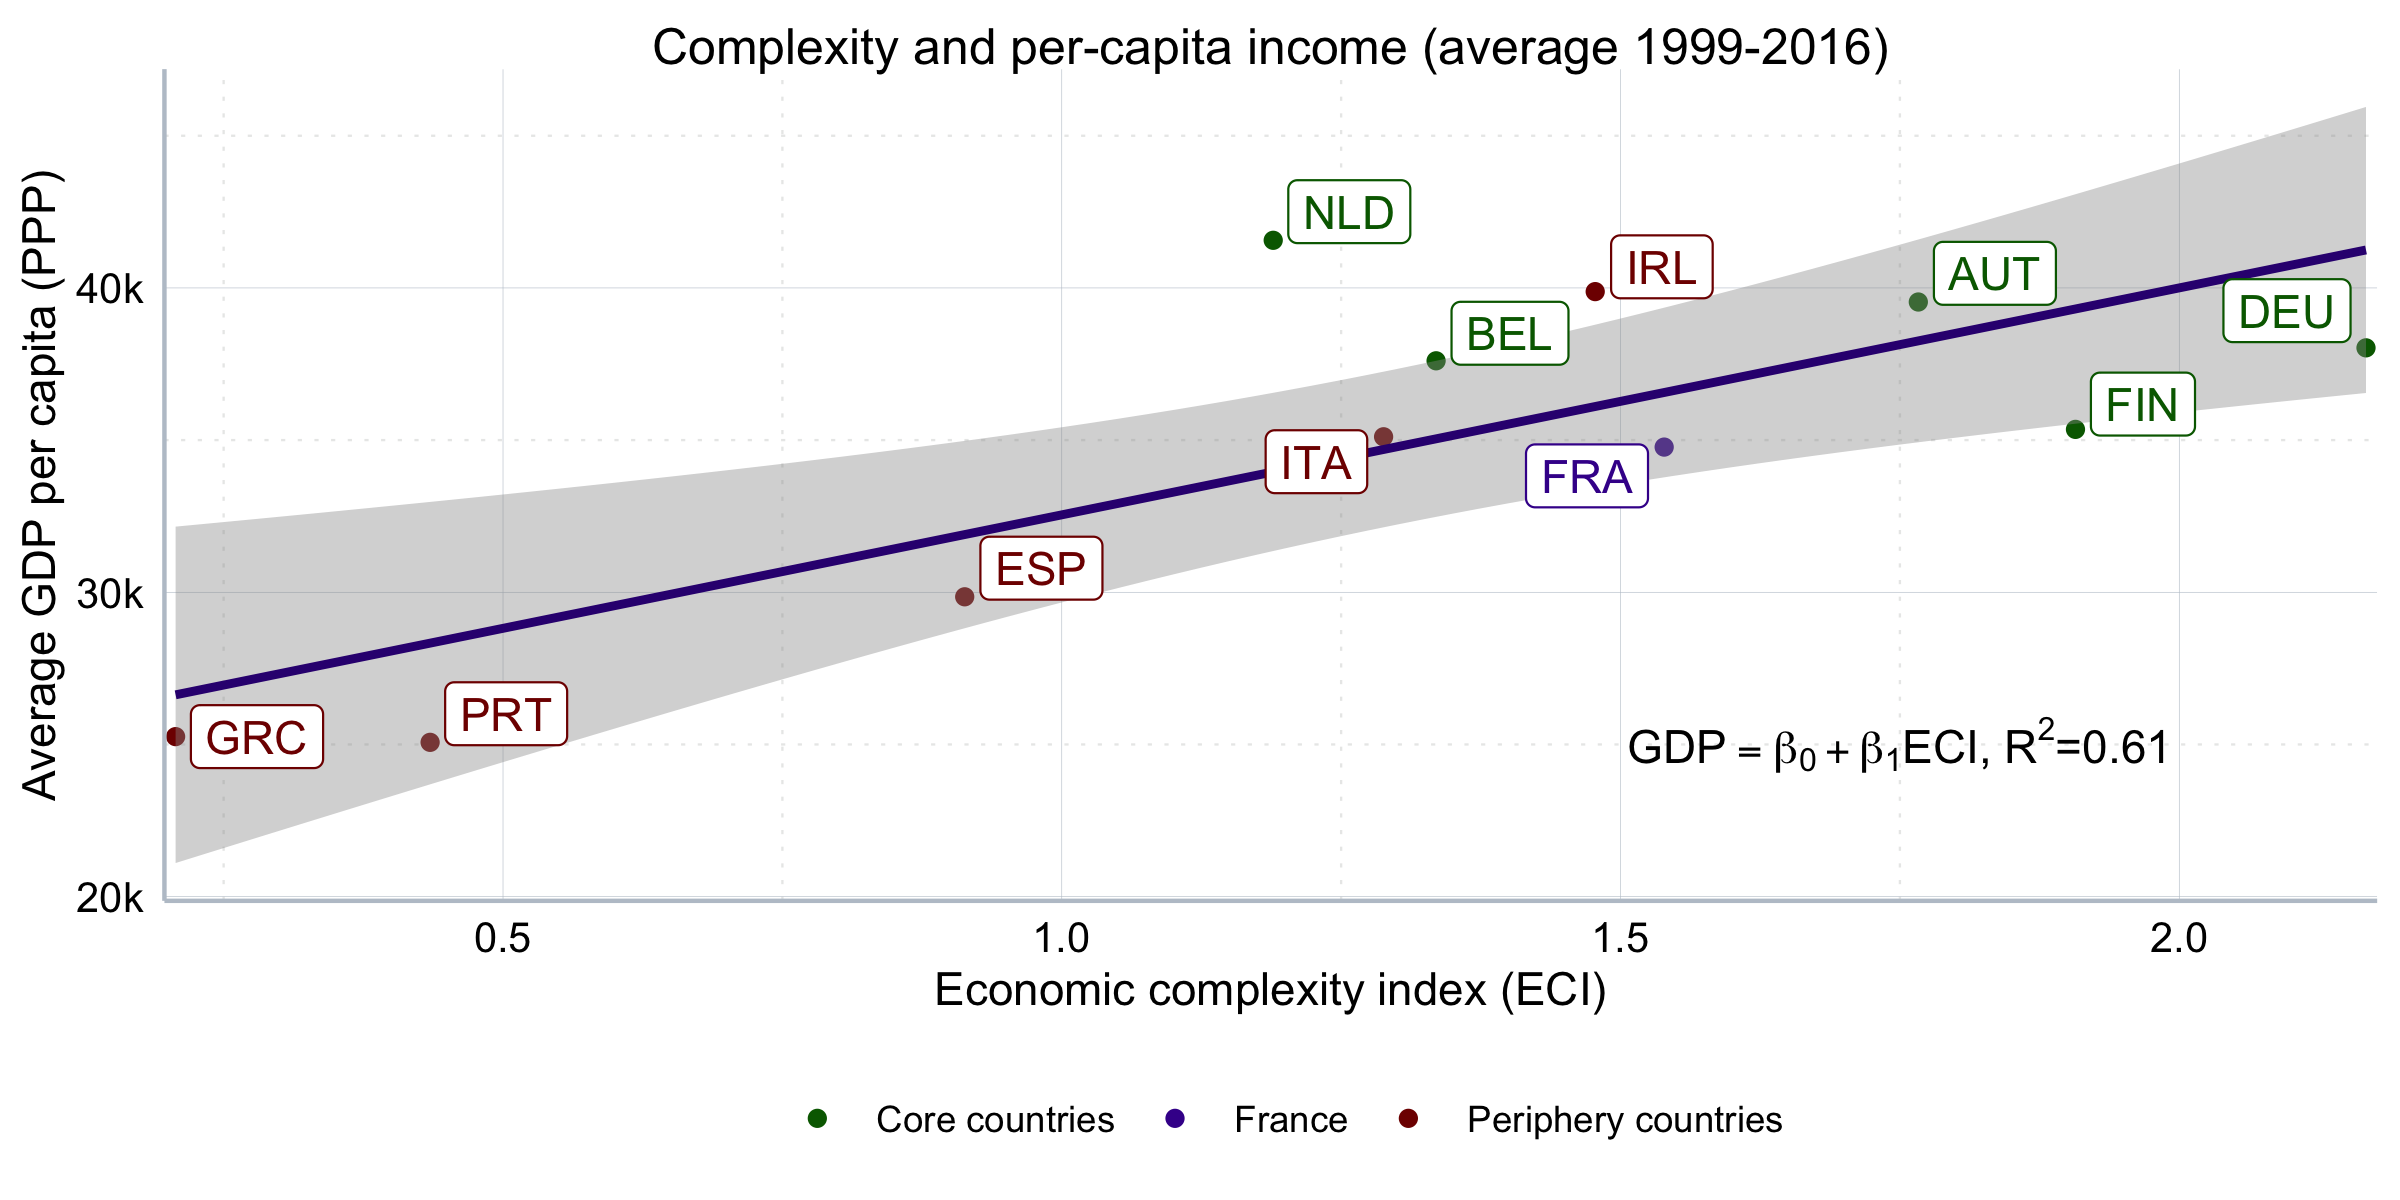 Complexity and per-capita income (average 1999-2016)
Average GDP per capita (PPP)
40k
30k
20k
NLD
IRL
AUT
DEU
BEL
FIN
ITA
FRA
ESP
PRT
GRC
GDP = β₀ + β₁ECI, R²=0.61
0.5 1.0 1.5 2.0
Economic complexity index (ECI)
Core countries France Periphery countries